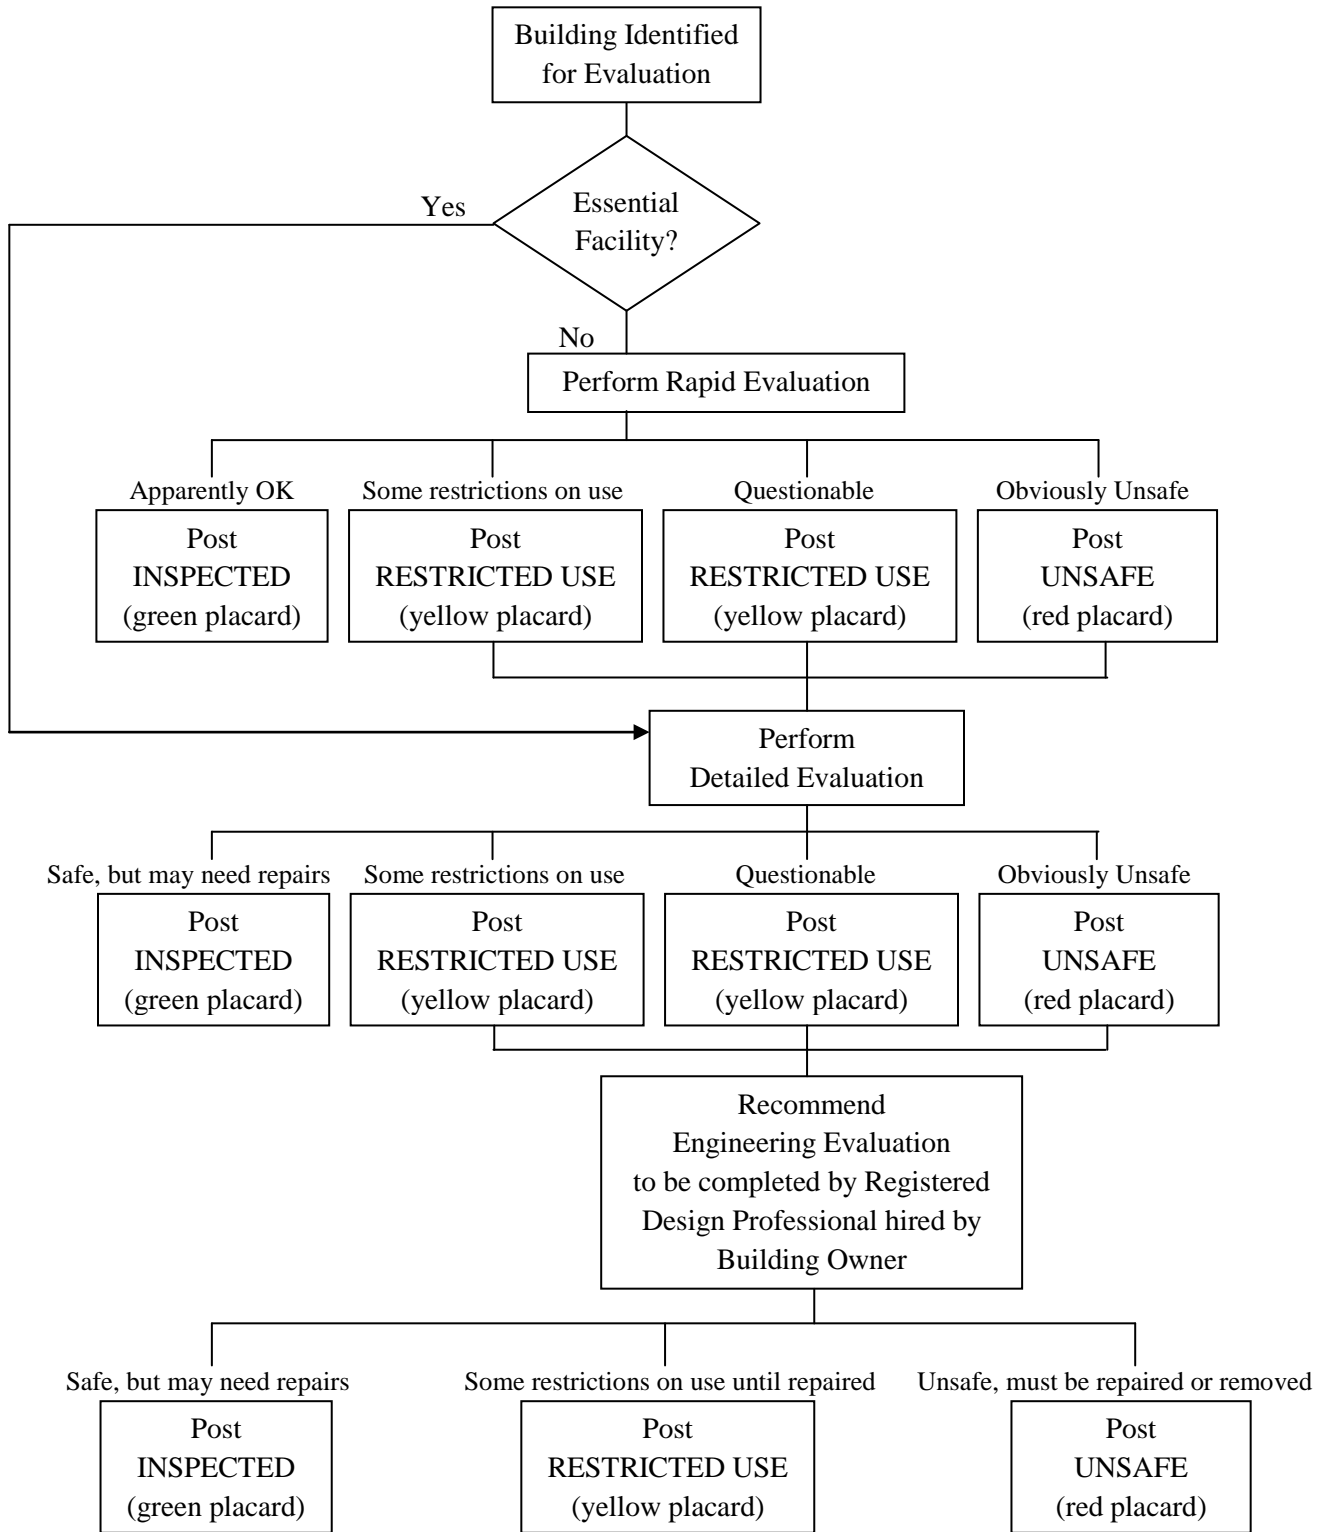 Building Identified
for Evaluation
Essential
Facility?
Yes
No
Perform Rapid Evaluation
Apparently OK
Post
INSPECTED
(green placard)
Some restrictions on use
Post
RESTRICTED USE
(yellow placard)
Questionable
Post
RESTRICTED USE
(yellow placard)
Obviously Unsafe
Post
UNSAFE
(red placard)
Perform
Detailed Evaluation
Safe, but may need repairs
Post
INSPECTED
(green placard)
Some restrictions on use
Post
RESTRICTED USE
(yellow placard)
Questionable
Post
RESTRICTED USE
(yellow placard)
Obviously Unsafe
Post
UNSAFE
(red placard)
Recommend
Engineering Evaluation
to be completed by Registered
Design Professional hired by
Building Owner
Safe, but may need repairs
Post
INSPECTED
(green placard)
Some restrictions on use until repaired
Post
RESTRICTED USE
(yellow placard)
Unsafe, must be repaired or removed
Post
UNSAFE
(red placard)